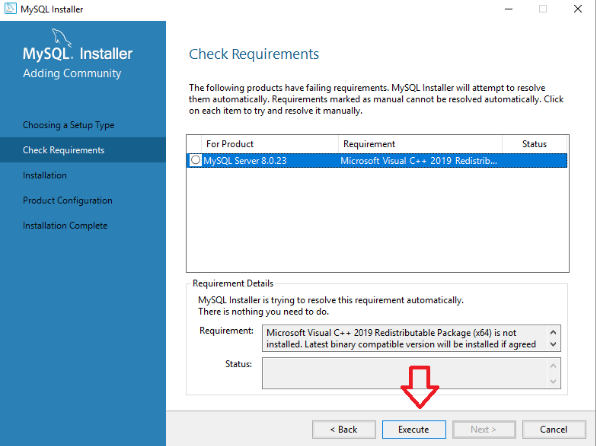 MySQL Installer
MySQL. Installer
Adding Community
Choosing a Setup Type
Check Requirements
Installation
Product Configuration
Installation Complete
Check Requirements
The following products have failing requirements. MySQL Installer will attempt to resolve
them automatically. Requirements marked as manual cannot be resolved automatically. Click
on each item to try and resolve it manually.
For Product Requirement Status
MySQL Server 8.0.23 Microsoft Visual C++ 2019 Redistrib...
Requirement Details
MySQL Installer is trying to resolve this requirement automatically.
There is nothing you need to do.
Requirement: Microsoft Visual C++ 2019 Redistributable Package (x64) is not
installed. Latest binary compatible version will be installed if agreed
Status:
< Back Execute Next > Cancel